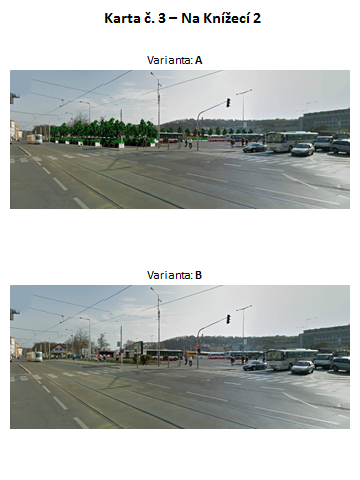 Karta č. 3 – Na Knížecí 2
Varianta: A
Varianta: B